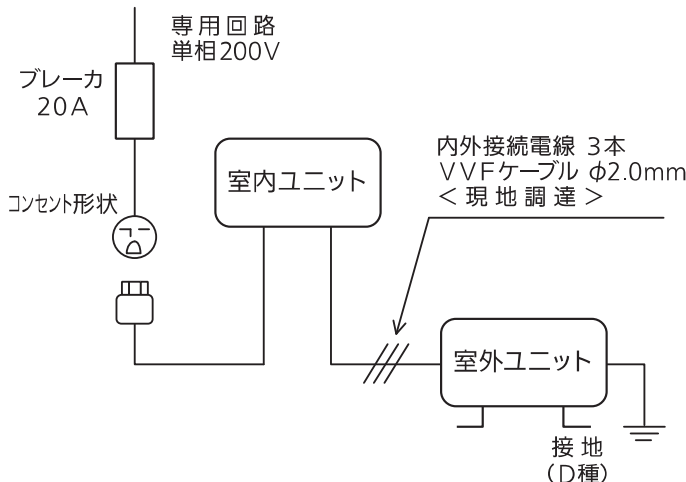 専用回路
単相200V
ブレーカ
20A
コンセント形状
室内ユニット
内外接続電線 3本
VVFケーブル φ2.0mm
<現地調達>
室外ユニット
接地
(D種)